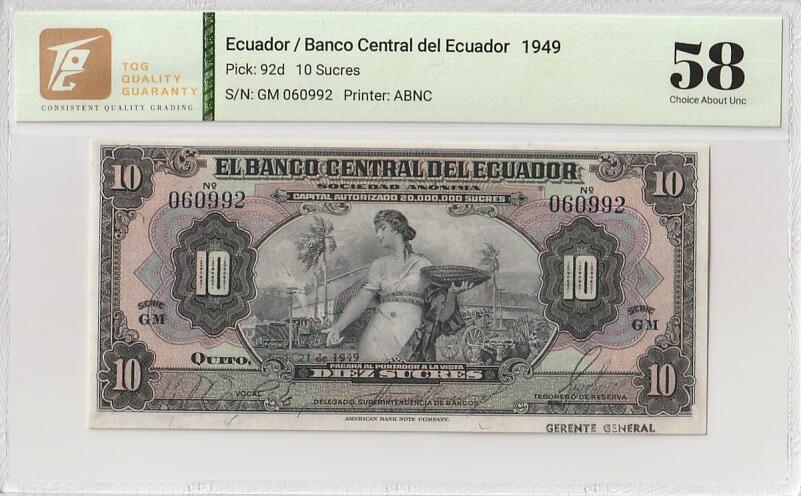 TQG
QUALITY
GUARANTY
CONSISTENT QUALITY GRADING
Ecuador / Banco Central del Ecuador 1949
Pick: 92d 10 Sucres
S/N: GM 060992 Printer: ABNC
58
Choice About Unc
10
EL BANCO CENTRAL DEL ECUADOR
10
SOCIEDAD ANÓNIMA
CAPITAL AUTORIZADO 20,000,000 SUCRES
Nº
060992
Nº
060992
10
10
SERIE
GM
SERIE
GM
QUITO,
21 de 1949
PAGARÁ AL PORTADOR A LA VISTA
10
DIEZ SUCRES
10
VOCAL
DELEGADO, SUPERINTENDENCIA DE BANCOS
TESORERO DE RESERVA
AMERICAN BANK NOTE COMPANY.
GERENTE GENERAL